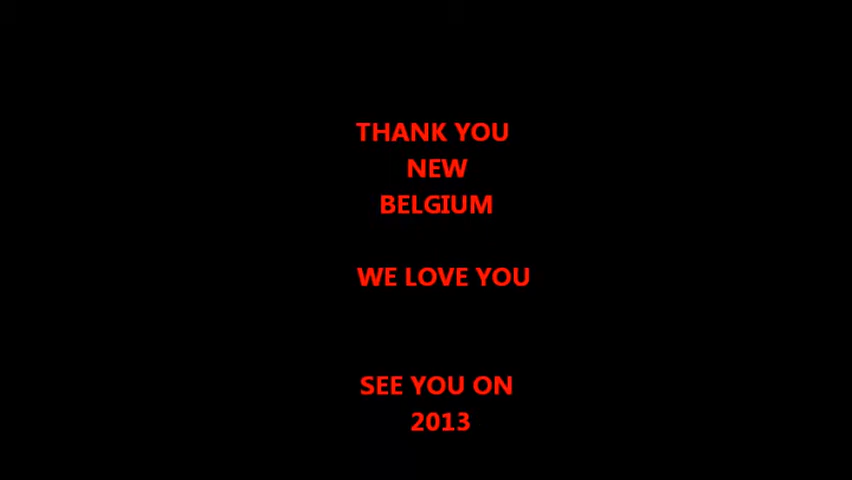 THANK YOU
NEW
BELGIUM
WE LOVE YOU
SEE YOU ON
2013